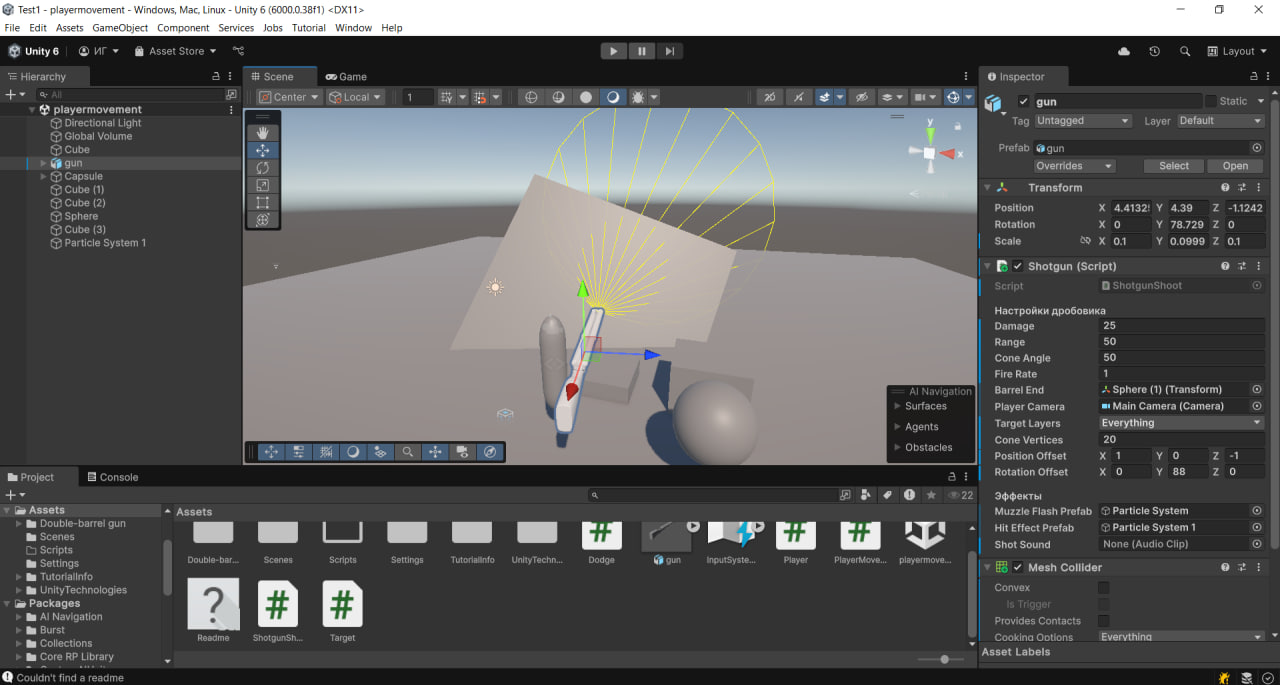 Test1 - playermovement - Windows, Mac, Linux - Unity 6 (6000.0.38f1) <DX11>
File Edit Assets GameObject Component Services Jobs Tutorial Window Help
Unity 6 ИГ Asset Store Layout
Hierarchy
All
playermovement
Directional Light
Global Volume
Cube
gun
Capsule
Cube (1)
Cube (2)
Sphere
Cube (3)
Particle System 1
Scene Game
Center Local 1
y
x
AI Navigation
Surfaces
Agents
Obstacles
Inspector
gun Static
Tag Untagged Layer Default
Prefab gun
Overrides Select Open
Transform
Position X 4.4132 Y 4.39 Z -1.1242
Rotation X 0 Y 78.729 Z 0
Scale X 0.1 Y 0.0999 Z 0.1
Shotgun (Script)
Script ShotgunShoot
Настройки дробовика
Damage 25
Range 50
Cone Angle 50
Fire Rate 1
Barrel End Sphere (1) (Transform)
Player Camera Main Camera (Camera)
Target Layers Everything
Cone Vertices 20
Position Offset X 1 Y 0 Z -1
Rotation Offset X 0 Y 88 Z 0
Эффекты
Muzzle Flash Prefab Particle System
Hit Effect Prefab Particle System 1
Shot Sound None (Audio Clip)
Mesh Collider
Convex
Is Trigger
Provides Contacts
Cooking Options Everything
Asset Labels
Project Console
22
Assets
Double-barrel gun
Scenes
Scripts
Settings
TutorialInfo
UnityTechnologies
Packages
AI Navigation
Burst
Collections
Core RP Library
Assets
Double-bar... Scenes Scripts Settings TutorialInfo UnityTechn... Dodge gun InputSyste... Player PlayerMove... playermove...
Readme ShotgunSh... Target
Couldn't find a readme